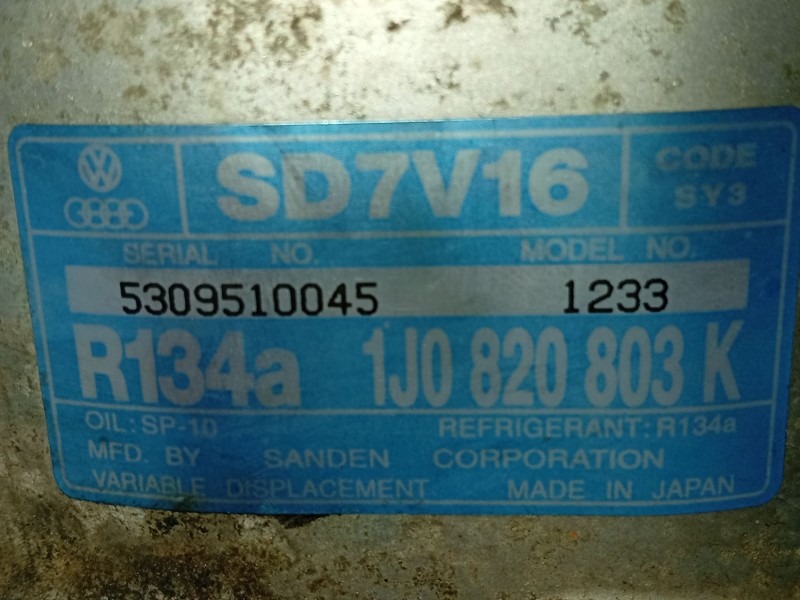 SD7V16
CODE
SY3
SERIAL NO. MODEL NO.
5309510045 1233
R134a 1J0 820 803 K
OIL: SP-10 REFRIGERANT: R134a
MFD. BY SANDEN CORPORATION
VARIABLE DISPLACEMENT MADE IN JAPAN